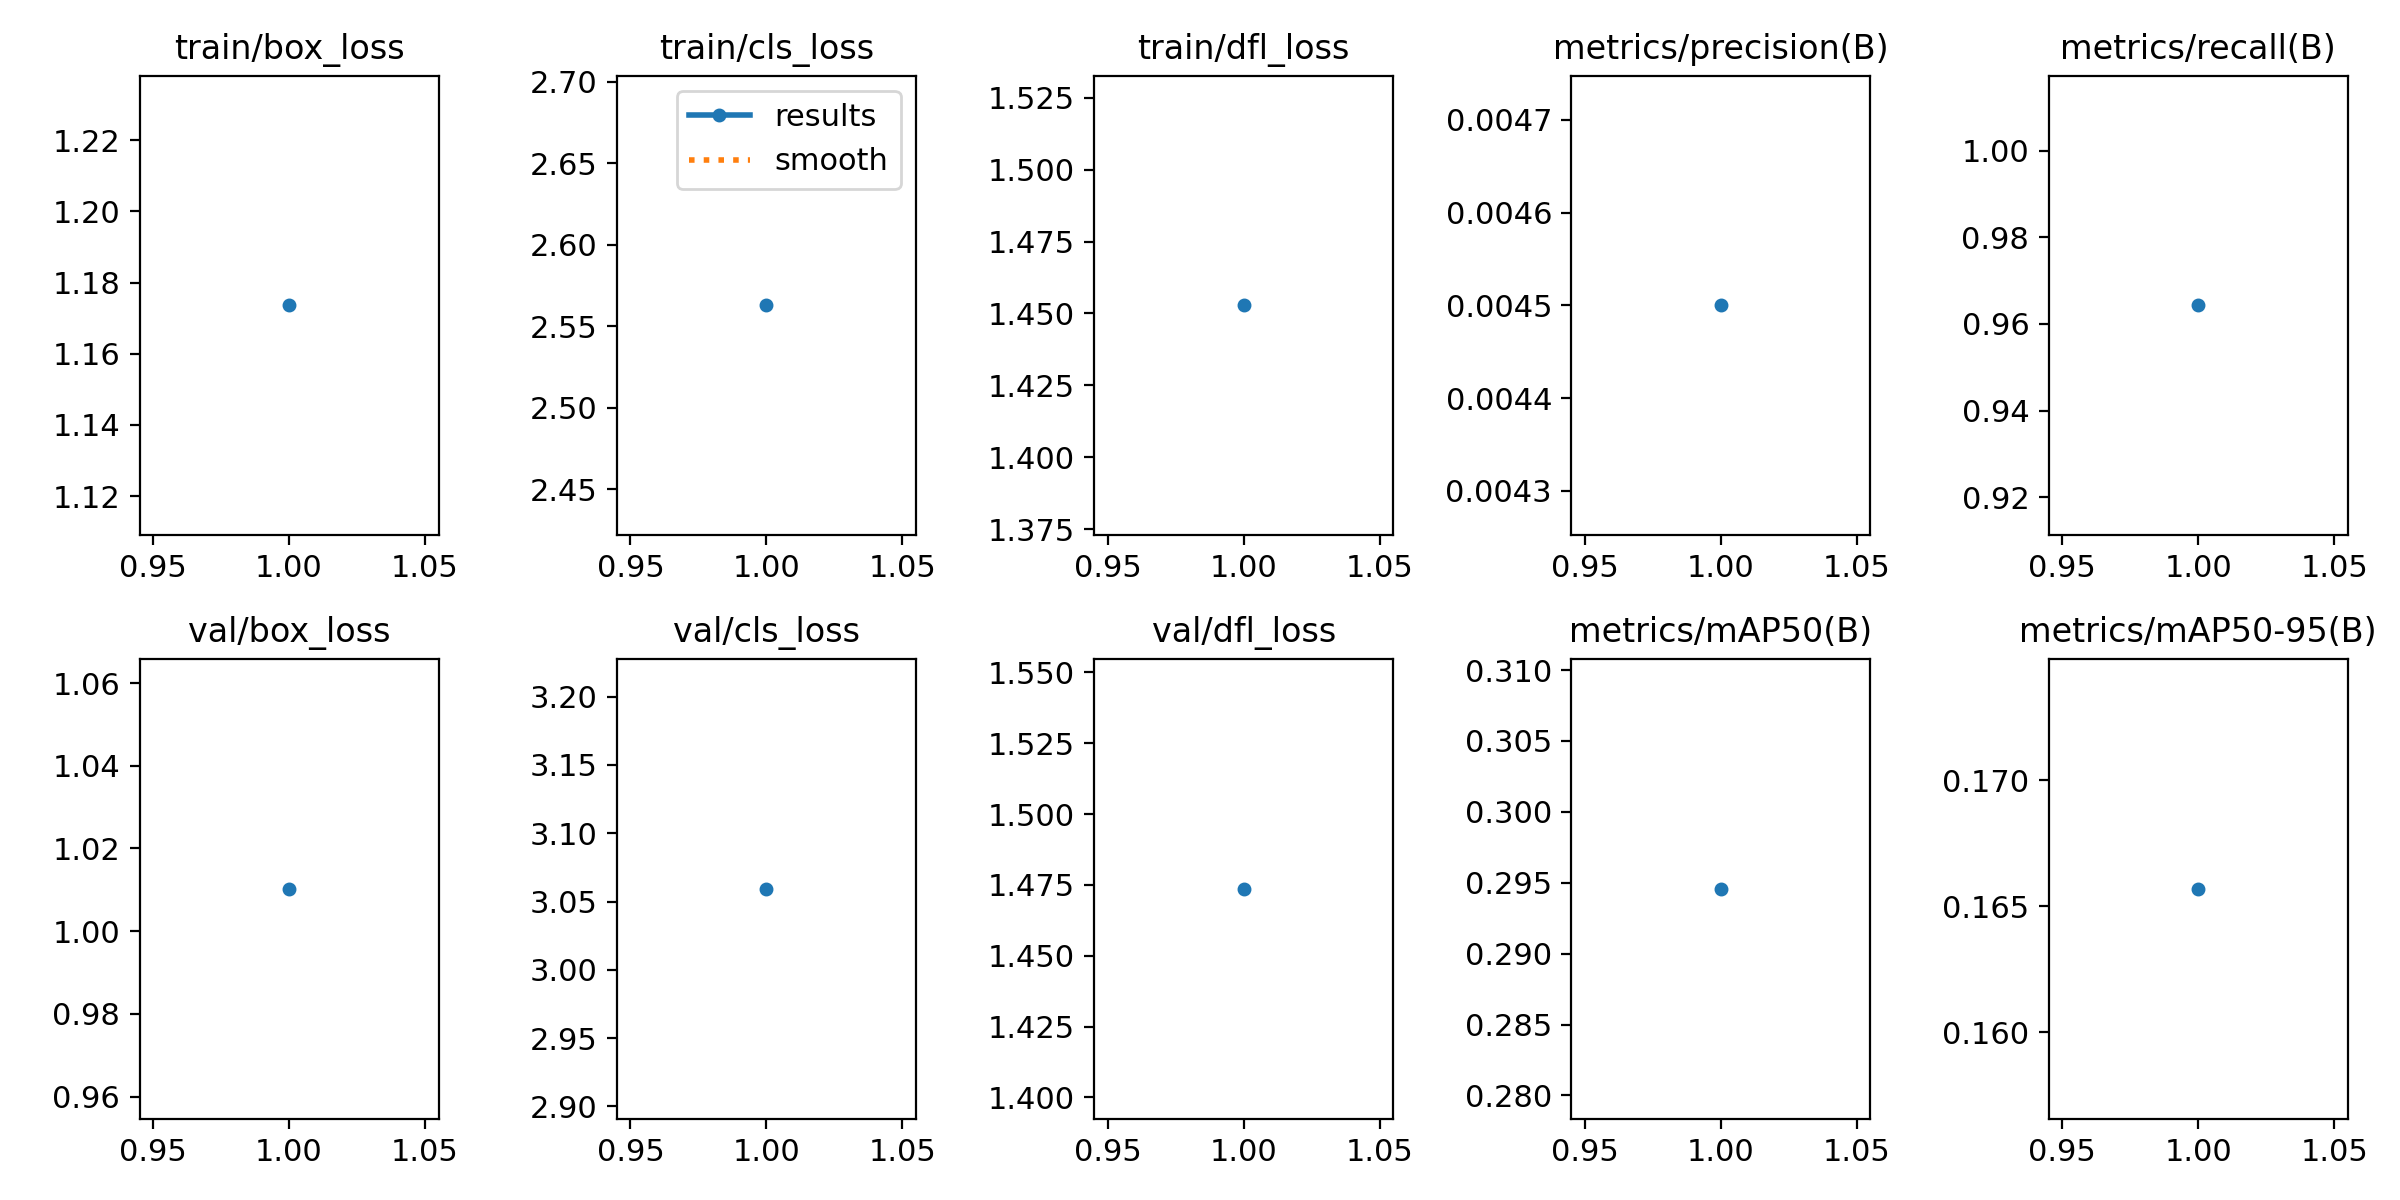 train/box_loss
1.22
1.20
1.18
1.16
1.14
1.12
0.95 1.00 1.05
train/cls_loss
2.70
2.65
2.60
2.55
2.50
2.45
results
smooth
0.95 1.00 1.05
train/dfl_loss
1.525
1.500
1.475
1.450
1.425
1.400
1.375
0.95 1.00 1.05
metrics/precision(B)
0.0047
0.0046
0.0045
0.0044
0.0043
0.95 1.00 1.05
metrics/recall(B)
1.00
0.98
0.96
0.94
0.92
0.95 1.00 1.05
val/box_loss
1.06
1.04
1.02
1.00
0.98
0.96
0.95 1.00 1.05
val/cls_loss
3.20
3.15
3.10
3.05
3.00
2.95
2.90
0.95 1.00 1.05
val/dfl_loss
1.550
1.525
1.500
1.475
1.450
1.425
1.400
0.95 1.00 1.05
metrics/mAP50(B)
0.310
0.305
0.300
0.295
0.290
0.285
0.280
0.95 1.00 1.05
metrics/mAP50-95(B)
0.170
0.165
0.160
0.95 1.00 1.05